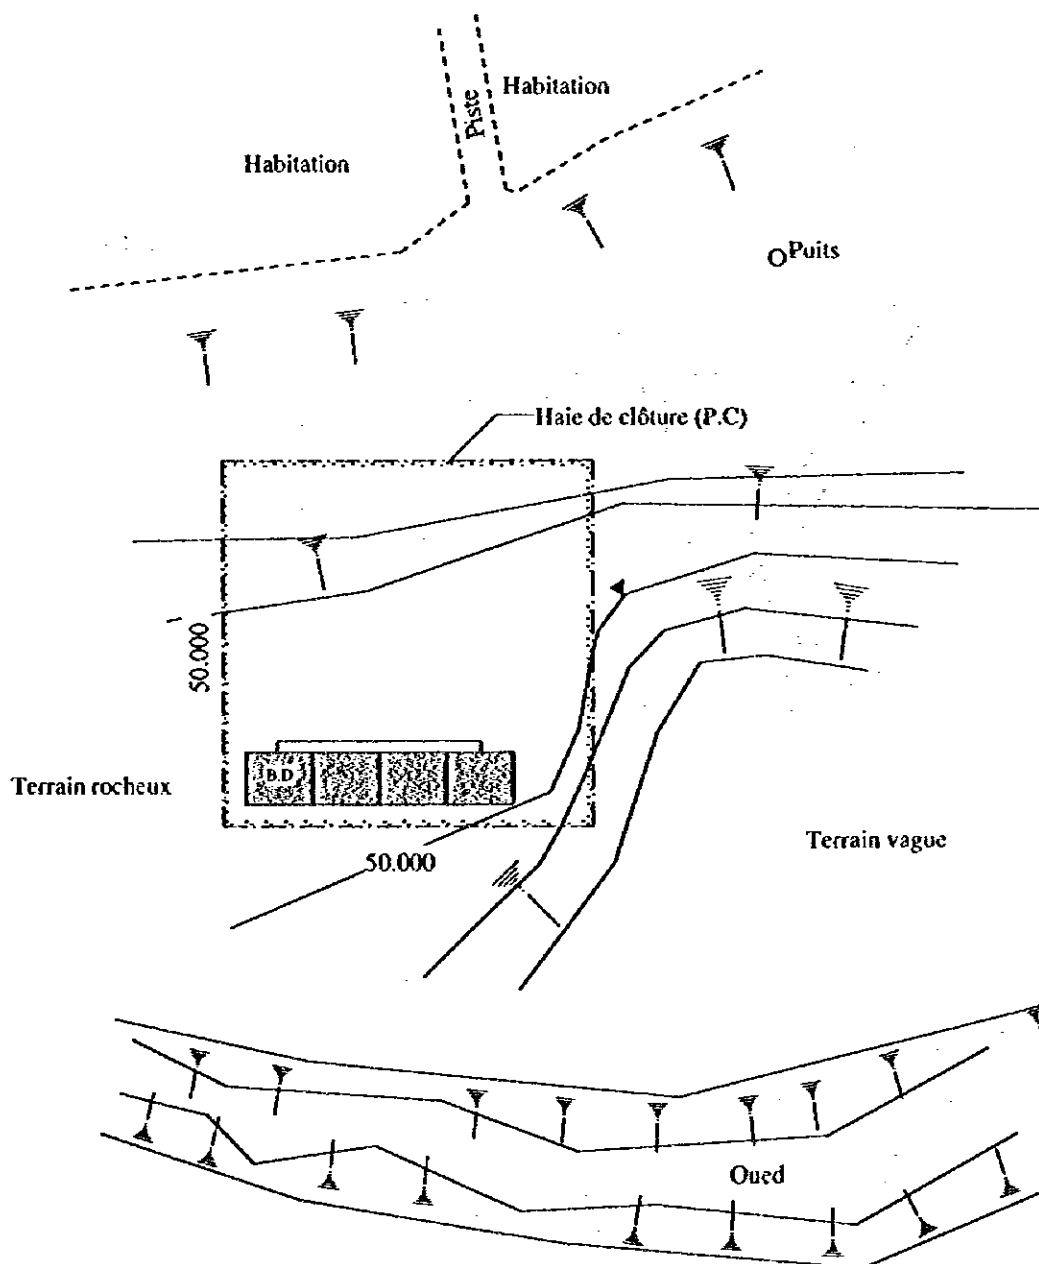 Habitation
Piste
Habitation
Puits
Haie de clôture (P.C)
50.000
B.D
Terrain rocheux
50.000
Terrain vague
Oued